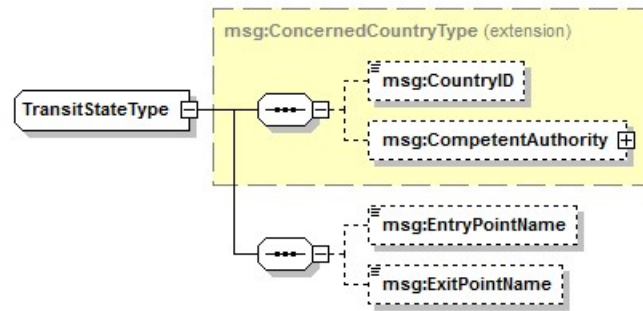 msg:ConcernedCountryType (extension)
TransitStateType
msg:CountryID
msg:CompetentAuthority
msg:EntryPointName
msg:ExitPointName